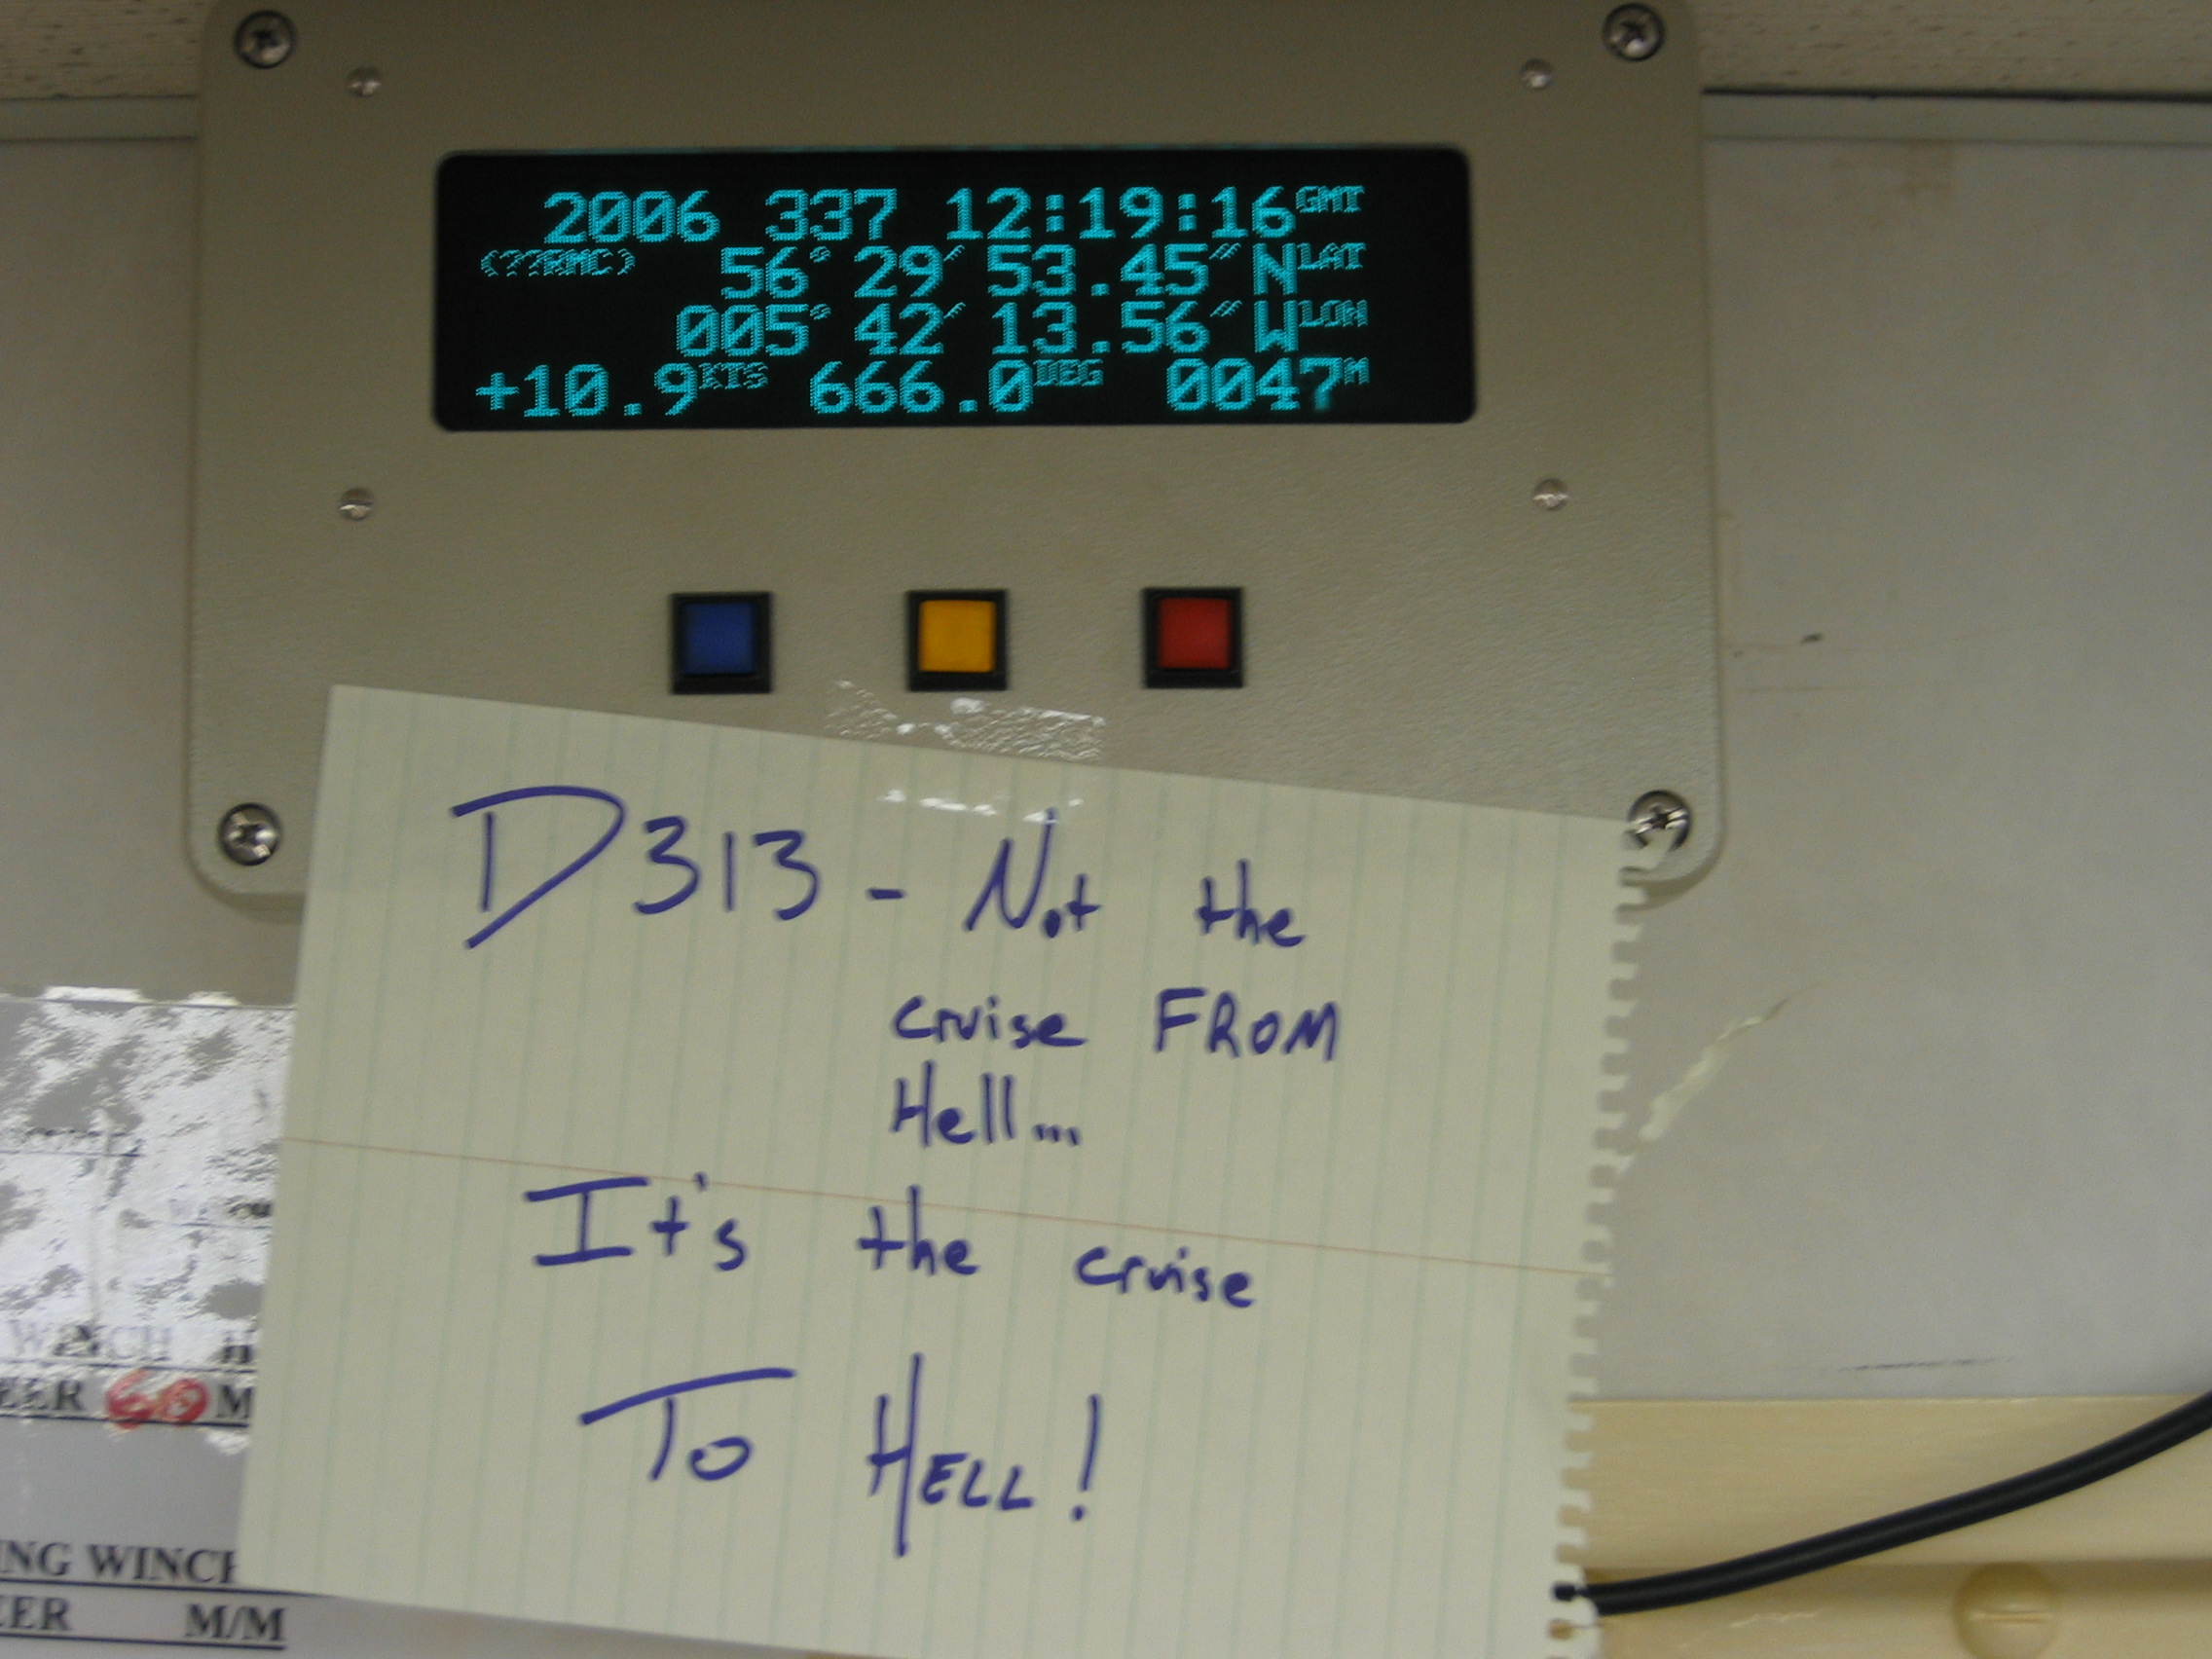 2006 337 12:19:16 GMT
(??RMC) 56° 29' 53.45" N LAT
005° 42' 13.56" W LON
+10.9 KTS 666.0 DEG 0047 M
D313 - Not the
cruise FROM
Hell...
It's the cruise
To HELL!
WINCH H
EER 60 M
NG WINCH
EER M/M